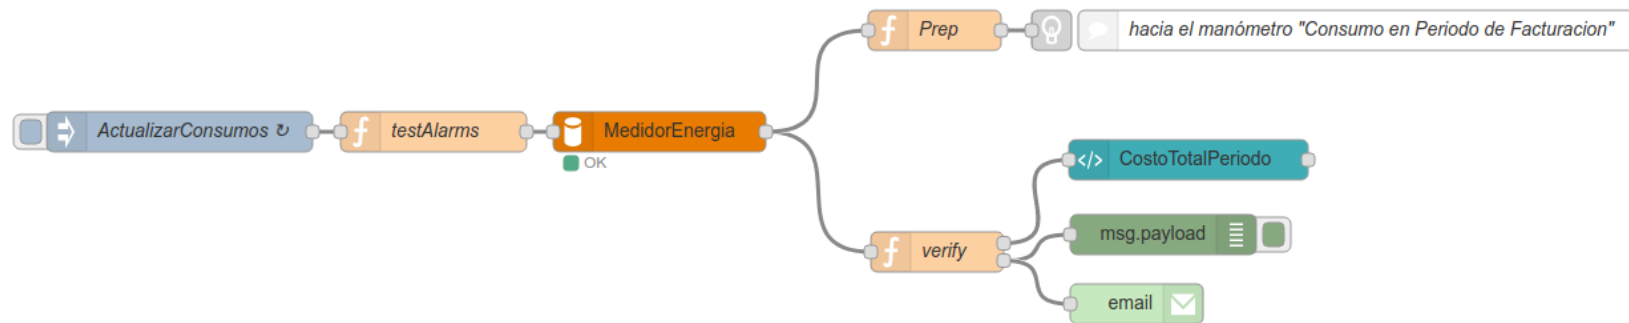 Prep
hacia el manómetro "Consumo en Periodo de Facturacion"
ActualizarConsumos ↻
testAlarms
MedidorEnergia
OK
CostoTotalPeriodo
msg.payload
verify
email